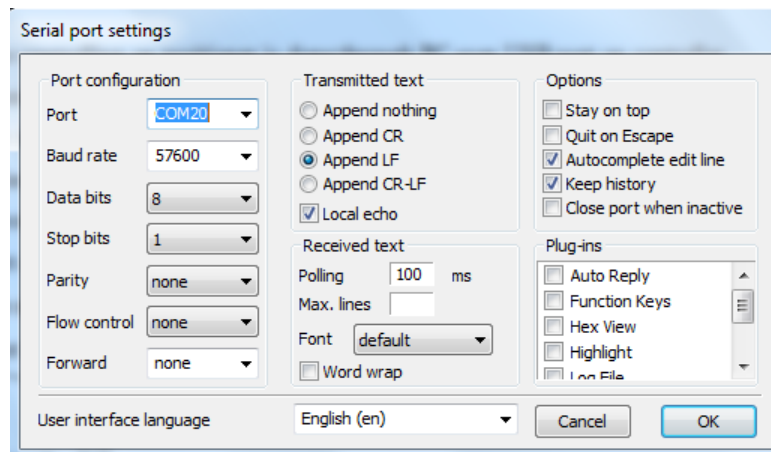 Serial port settings
Port configuration
Port COM20
Baud rate 57600
Data bits 8
Stop bits 1
Parity none
Flow control none
Forward none
Transmitted text
Append nothing
Append CR
Append LF
Append CR-LF
Local echo
Received text
Polling 100 ms
Max. lines
Font default
Word wrap
Options
Stay on top
Quit on Escape
Autocomplete edit line
Keep history
Close port when inactive
Plug-ins
Auto Reply
Function Keys
Hex View
Highlight
Log File
User interface language English (en) Cancel OK